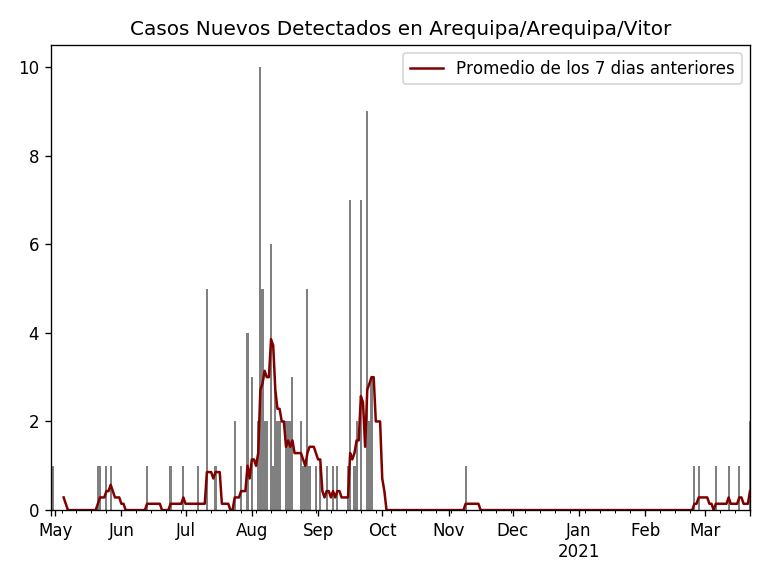 Casos Nuevos Detectados en Arequipa/Arequipa/Vitor
Promedio de los 7 dias anteriores
10
8
6
4
2
0
May Jun Jul Aug Sep Oct Nov Dec Jan Feb Mar
2021